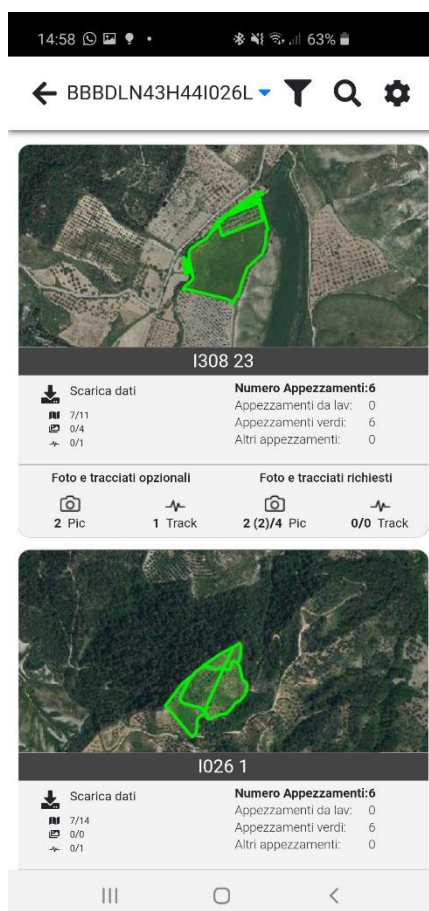 14:58 63%
BBBDLN43H44I026L
I308 23
Scarica dati
7/11
0/4
0/1
Numero Appezzamenti:6
Appezzamenti da lav: 0
Appezzamenti verdi: 6
Altri appezzamenti: 0
Foto e tracciati opzionali
Foto e tracciati richiesti
2 Pic
1 Track
2 (2)/4 Pic
0/0 Track
I026 1
Scarica dati
7/14
0/0
0/1
Numero Appezzamenti:6
Appezzamenti da lav: 0
Appezzamenti verdi: 6
Altri appezzamenti: 0